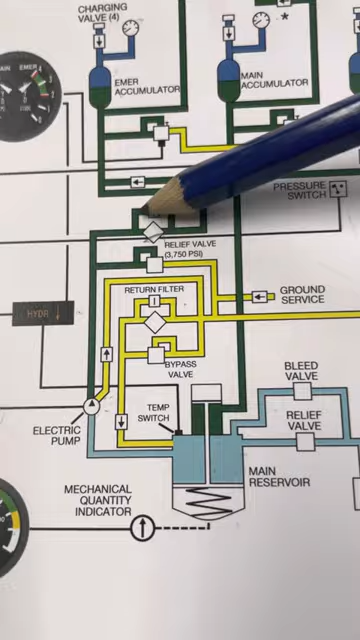 CHARGING
VALVE (4)
EMER
EMER
ACCUMULATOR
MAIN
ACCUMULATOR
*
PRESSURE
SWITCH
RELIEF VALVE
(3,750 PSI)
RETURN FILTER
GROUND
SERVICE
HYDR
BYPASS
VALVE
BLEED
VALVE
TEMP
SWITCH
RELIEF
VALVE
ELECTRIC
PUMP
MAIN
RESERVOIR
MECHANICAL
QUANTITY
INDICATOR